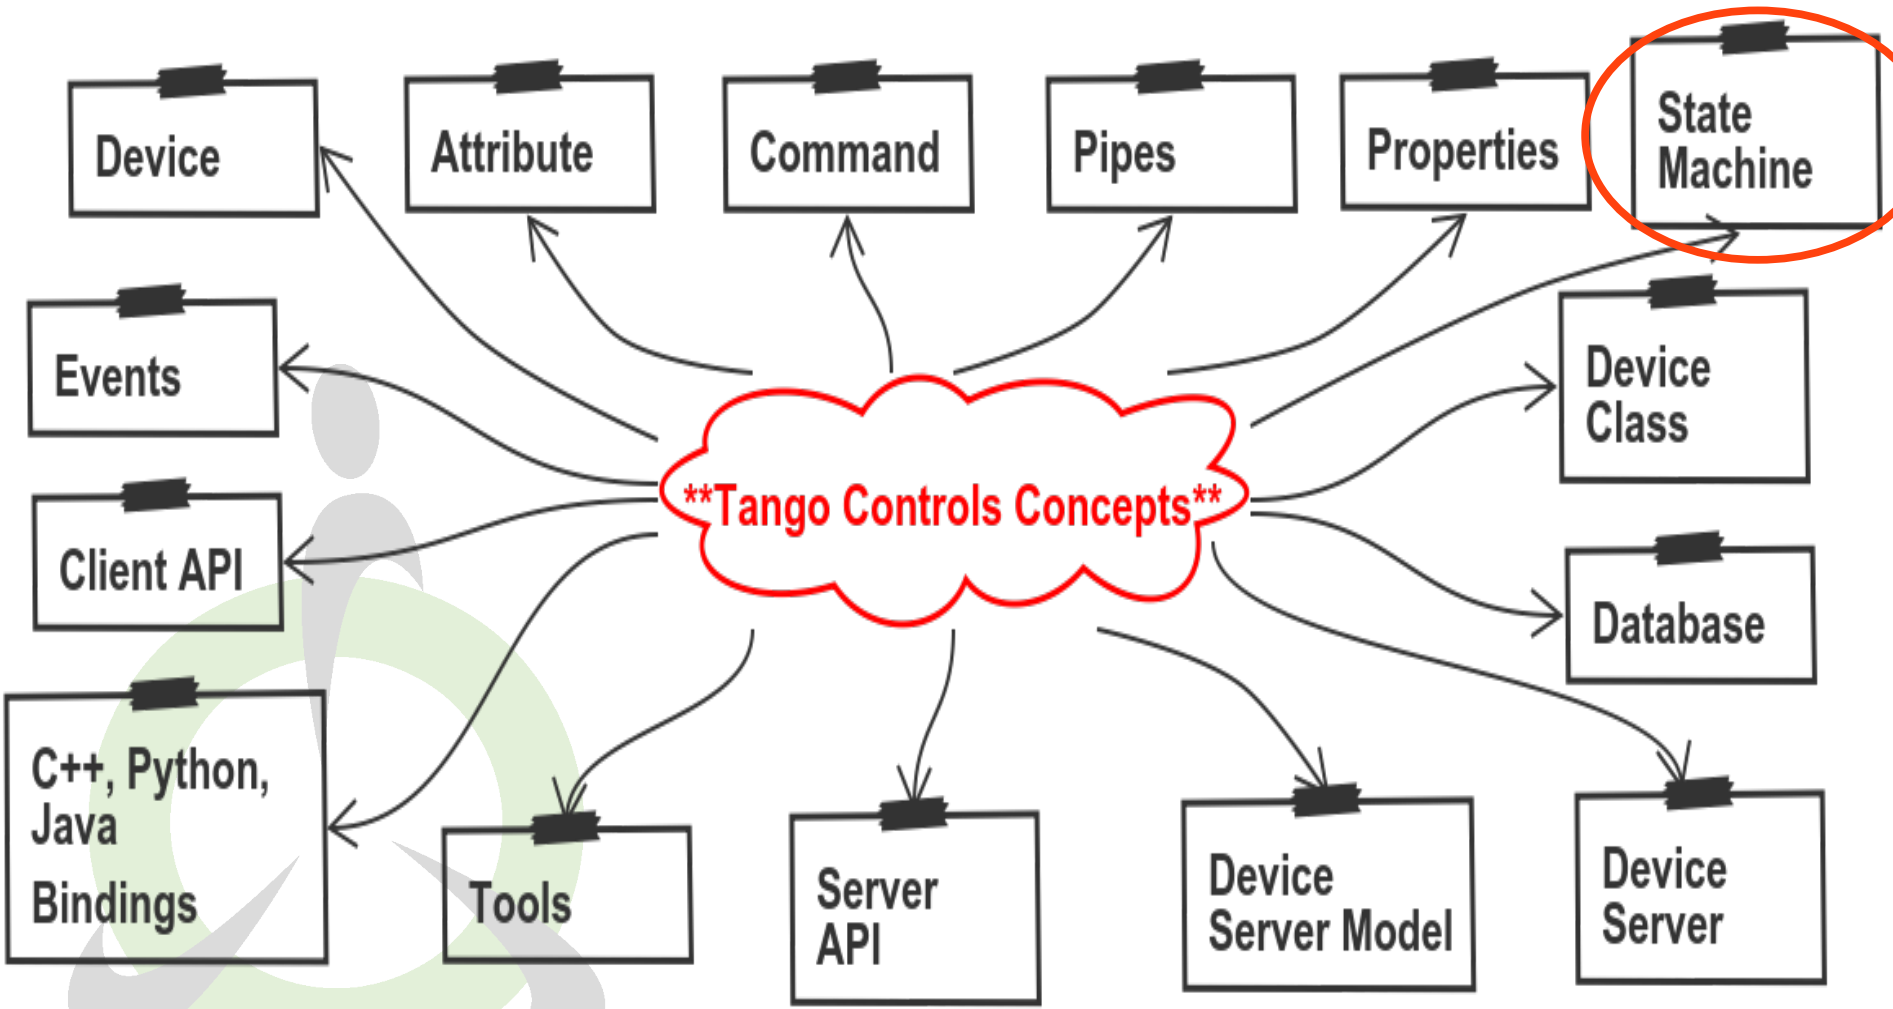 Device
Attribute
Command
Pipes
Properties
State
Machine
Events
Device
Class
**Tango Controls Concepts**
Client API
Database
C++, Python,
Java
Bindings
Tools
Server
API
Device
Server Model
Device
Server